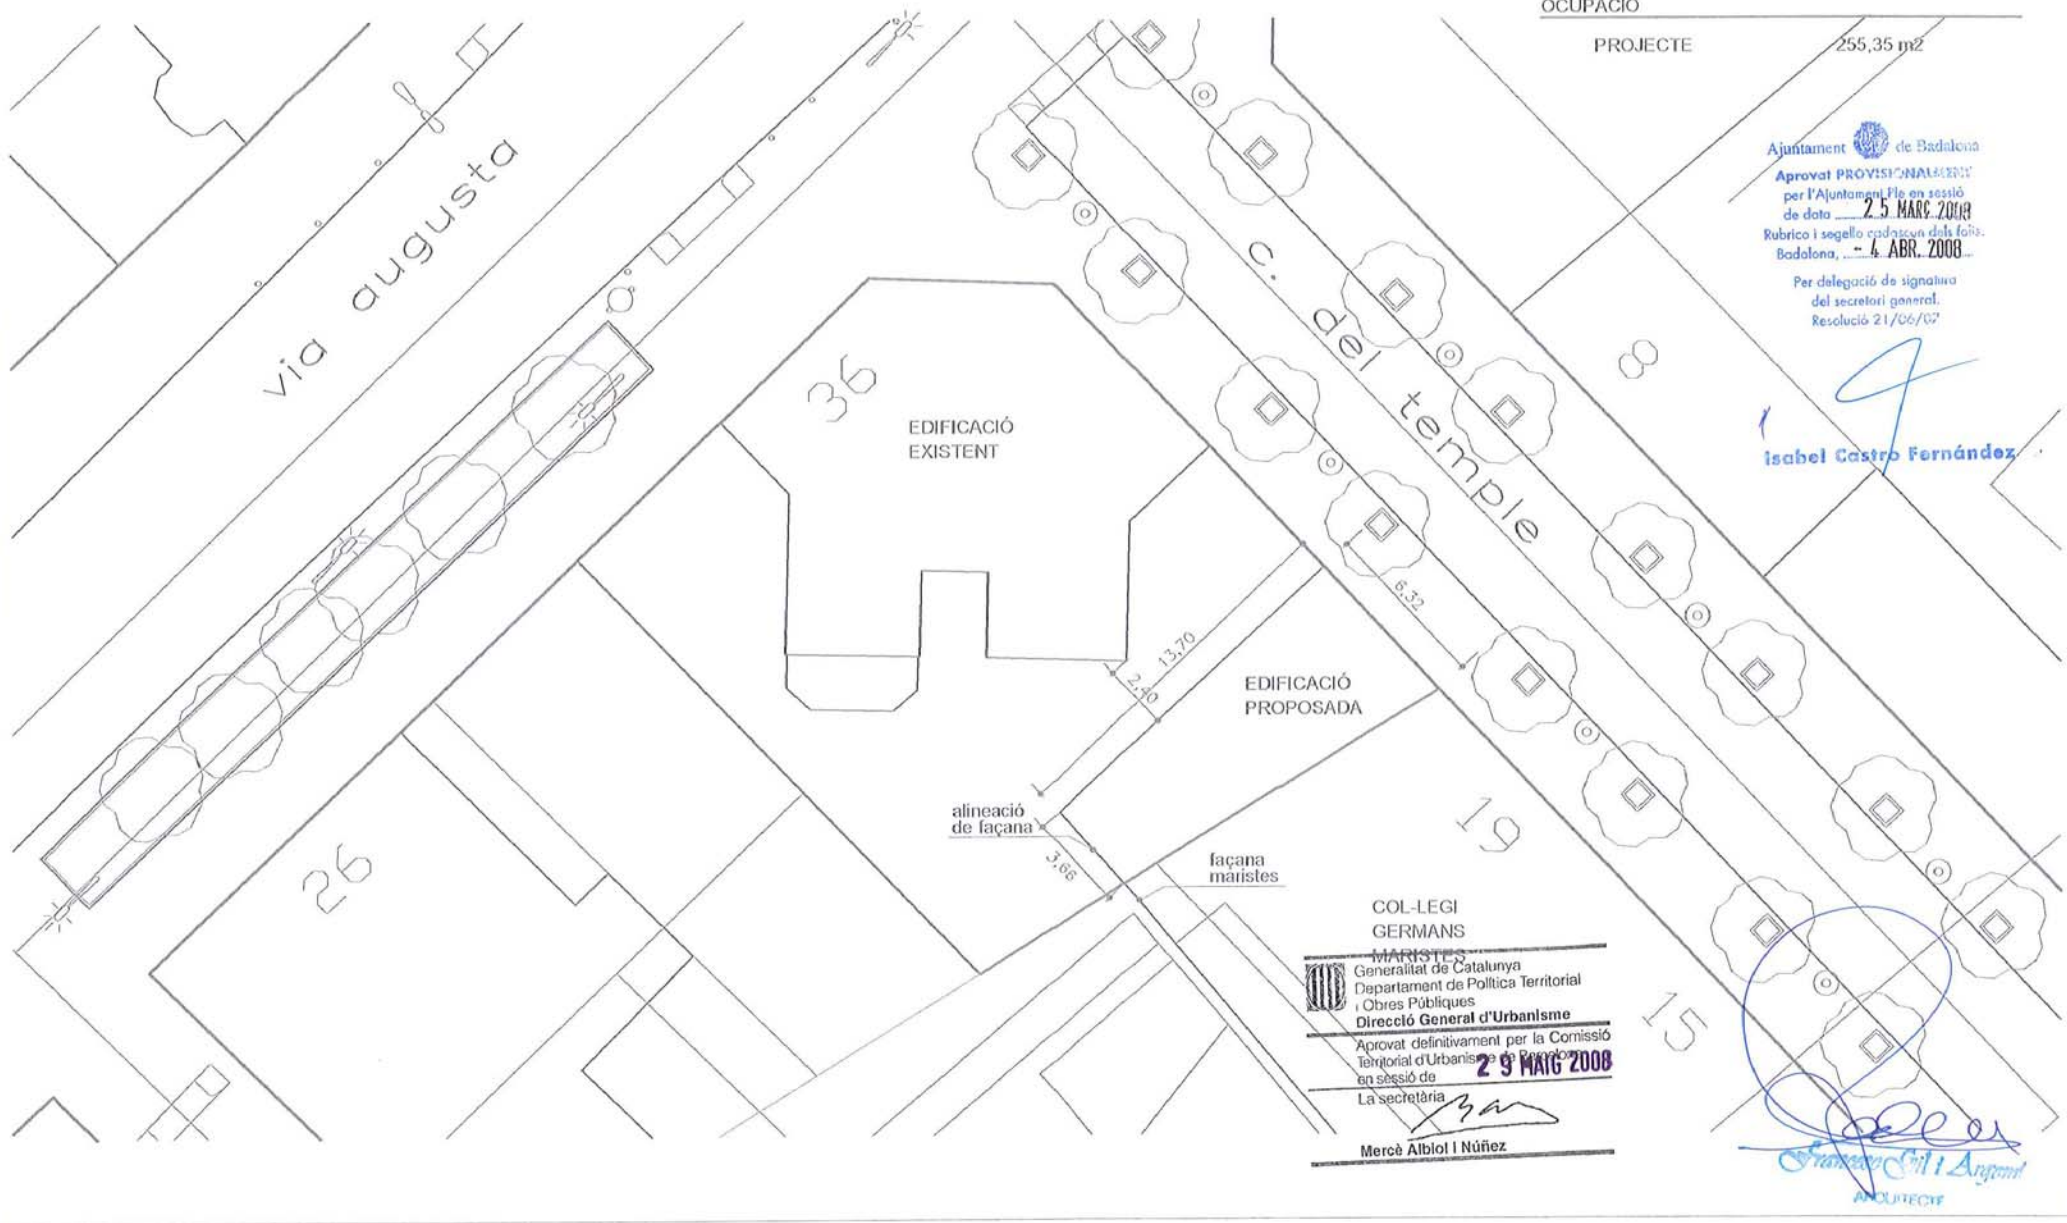 OCUPACIÓ
PROJECTE 255,35 m2
Ajuntament de Badalona
Aprovat PROVISIONALMENT
per l'Ajuntament Ple en sessió
de data 25 MARÇ 2008
Rubrico i segello cadascun dels folis.
Badalona, - 4 ABR. 2008
Per delegació de signatura
del secretari general.
Resolució 21/06/07
Isabel Castro Fernández
via augusta
c. del temple
36
8
EDIFICACIÓ
EXISTENT
6,32
13,70
2,40
EDIFICACIÓ
PROPOSADA
alineació
de façana
3,66
façana
maristes
26
19
15
COL-LEGI
GERMANS
MARISTES
Generalitat de Catalunya
Departament de Política Territorial
i Obres Públiques
Direcció General d'Urbanisme
Aprovat definitivament per la Comissió
Territorial d'Urbanisme de Barcelona
en sessió de 29 MAIG 2008
La secretària
Mercè Albiol i Núñez
Francesc Gil i
ARQUITECTE